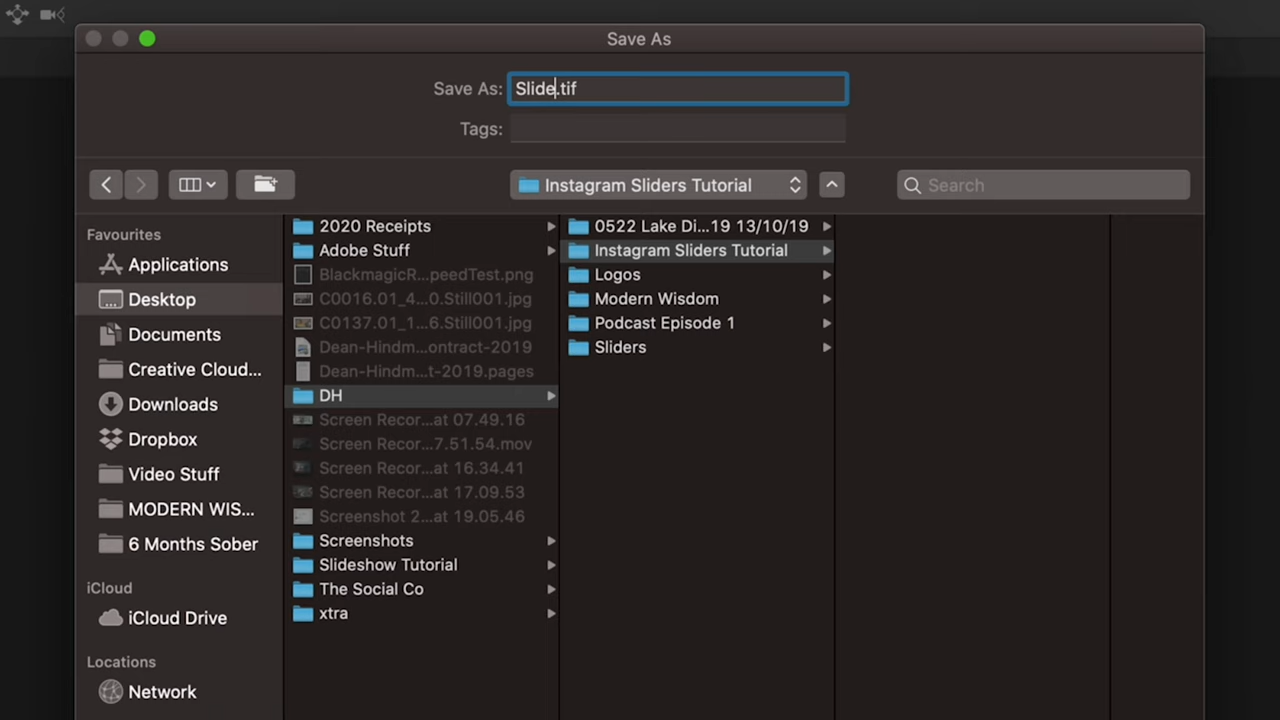 Save As
Save As: Slide.tif
Tags:
Instagram Sliders Tutorial
Search
Favourites
Applications
Desktop
Documents
Creative Cloud...
Downloads
Dropbox
Video Stuff
MODERN WIS...
6 Months Sober
iCloud
iCloud Drive
Locations
Network
2020 Receipts
Adobe Stuff
BlackmagicR...peedTest.png
C0016.01_4...0.Still001.jpg
C0137.01_1...6.Still001.jpg
Dean-Hindm...ontract-2019
Dean-Hindm...t-2019.pages
DH
Screen Recor...at 07.49.16
Screen Recor...7.51.54.mov
Screen Recor...at 16.34.41
Screen Recor...at 17.09.53
Screenshot 2...at 19.05.46
Screenshots
Slideshow Tutorial
The Social Co
xtra
0522 Lake Di...19 13/10/19
Instagram Sliders Tutorial
Logos
Modern Wisdom
Podcast Episode 1
Sliders